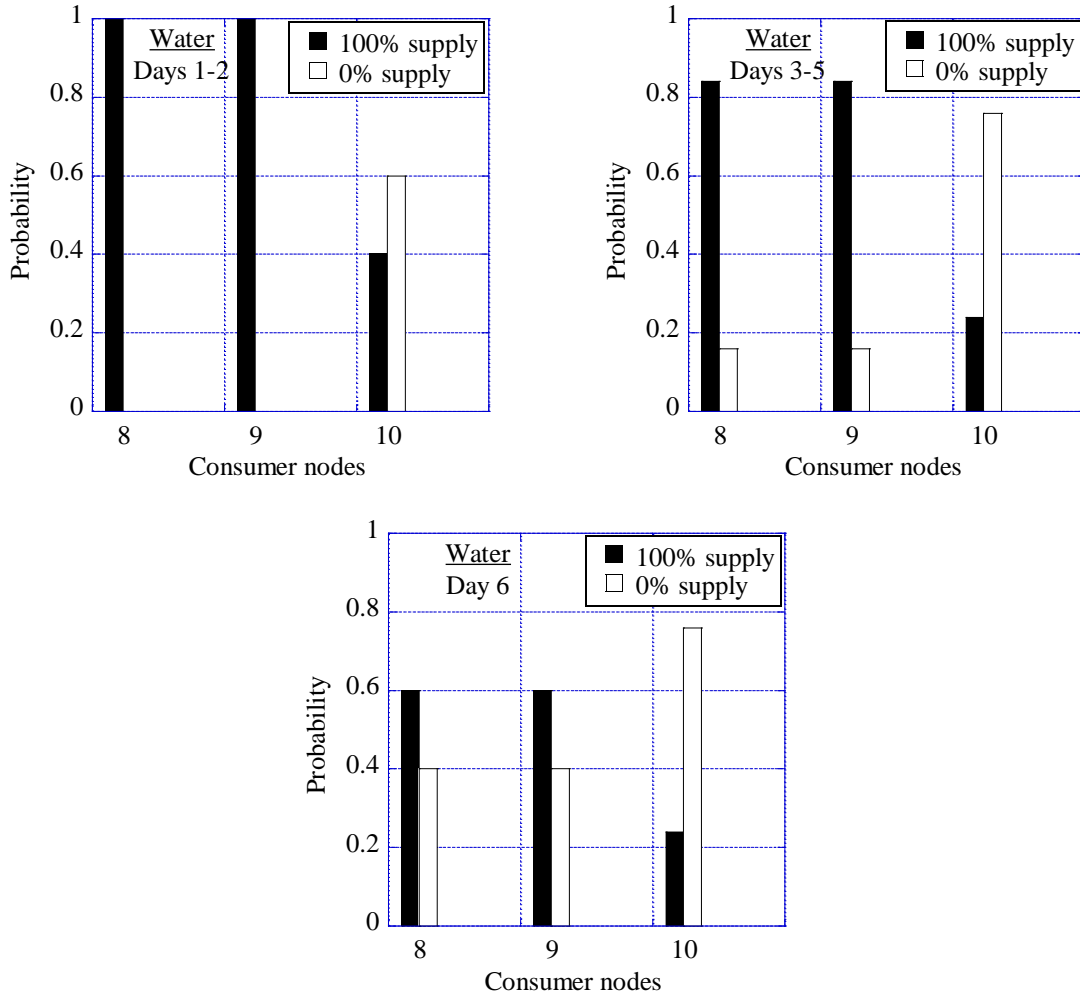 Water
Days 1-2
100% supply
0% supply
1
0.8
0.6
0.4
0.2
0
Probability
8 9 10
Consumer nodes
Water
Days 3-5
100% supply
0% supply
1
0.8
0.6
0.4
0.2
0
Probability
8 9 10
Consumer nodes
Water
Day 6
100% supply
0% supply
1
0.8
0.6
0.4
0.2
0
Probability
8 9 10
Consumer nodes